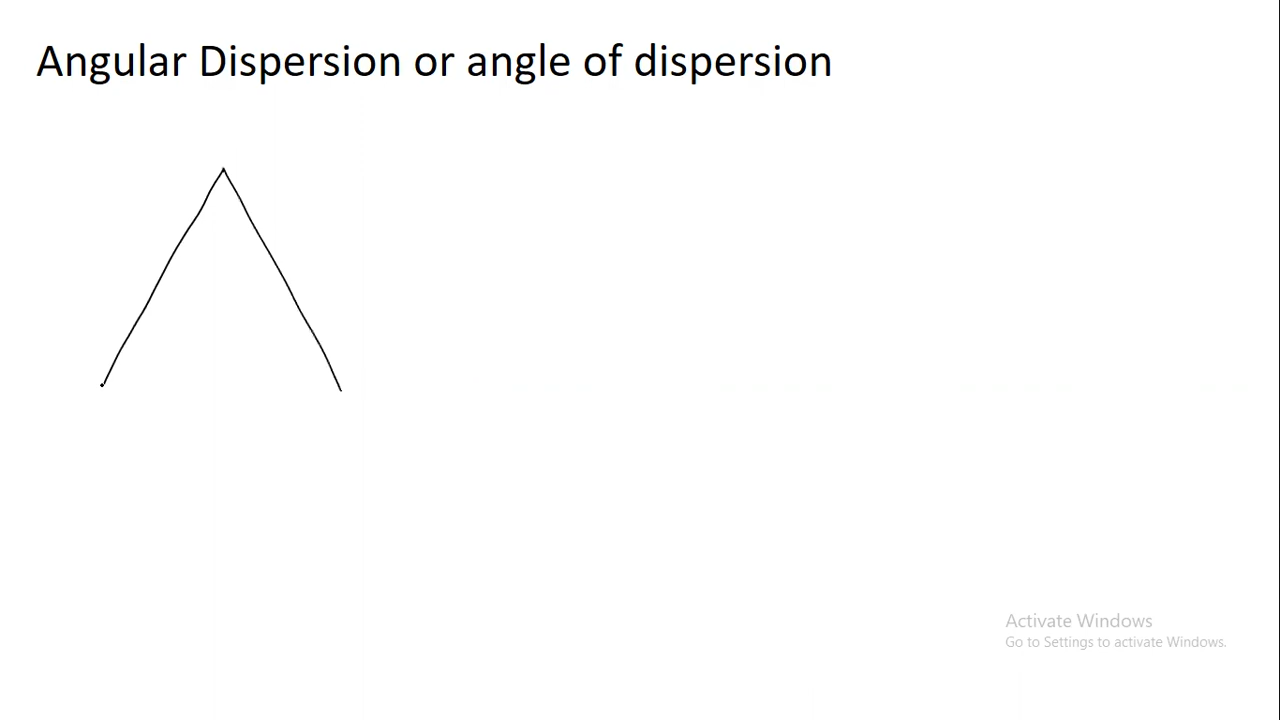 Angular Dispersion or angle of dispersion
Activate Windows
Go to Settings to activate Windows.